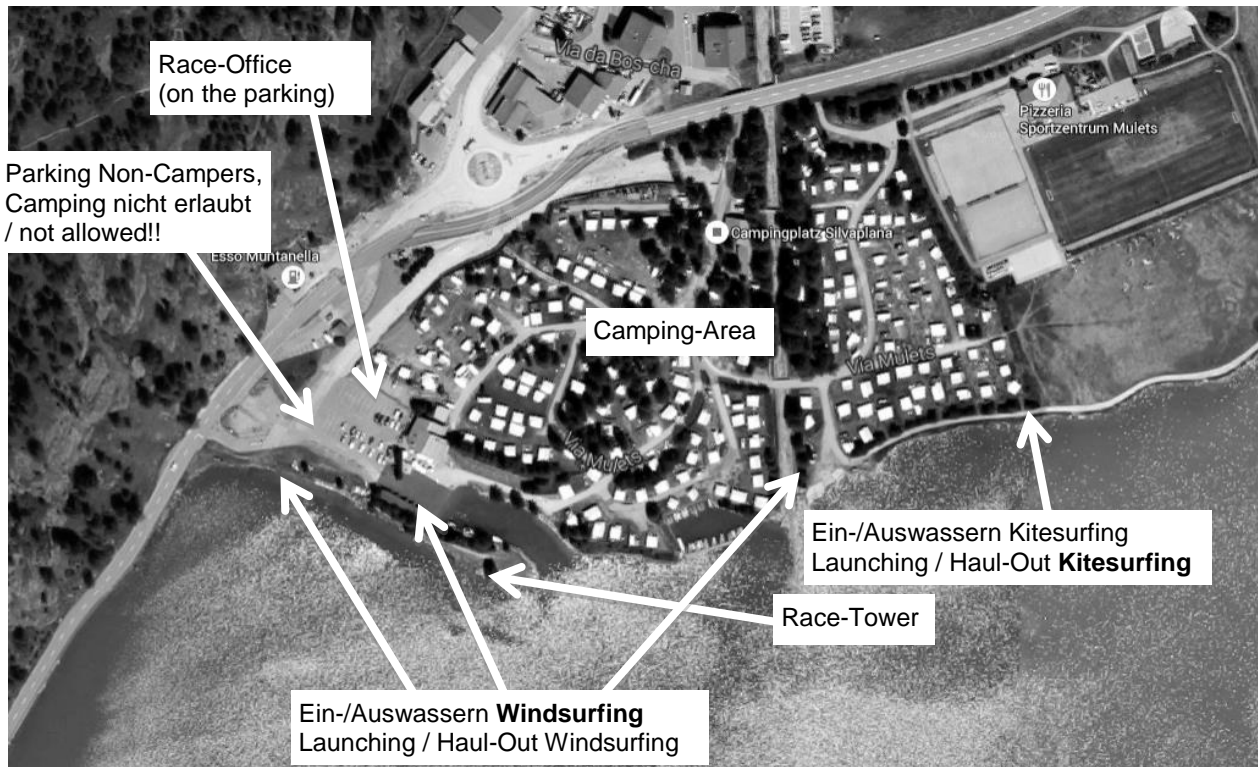 Via da Bos-cha
Race-Office
(on the parking)
Pizzeria
Sportzentrum Mulets
Parking Non-Campers,
Camping nicht erlaubt
/ not allowed!!
Esso Muntanella
Campingplatz Silvaplana
Camping-Area
Via Mulets
Via Mulets
Ein-/Auswassern Kitesurfing
Launching / Haul-Out Kitesurfing
Race-Tower
Ein-/Auswassern Windsurfing
Launching / Haul-Out Windsurfing